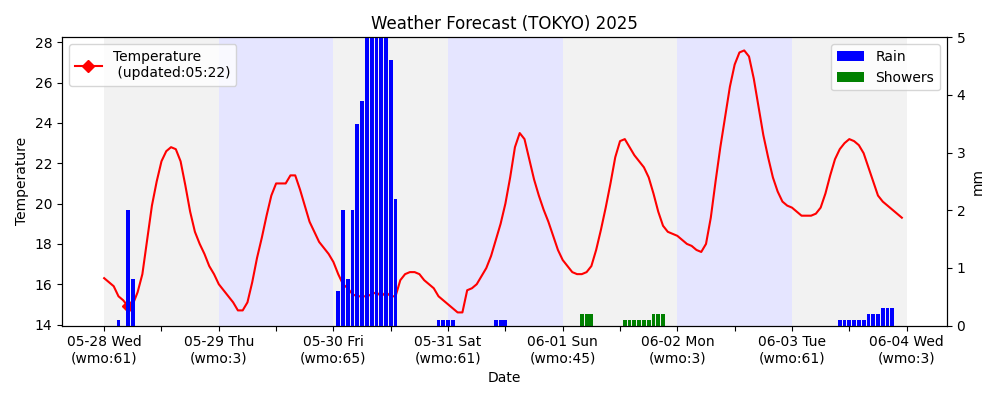 Weather Forecast (TOKYO) 2025
Temperature
(updated:05:22)
Rain
Showers
28
26
24
22
20
18
16
14
Temperature
5
4
3
2
1
0
mm
05-28 Wed
(wmo:61)
05-29 Thu
(wmo:3)
05-30 Fri
(wmo:65)
05-31 Sat
(wmo:61)
06-01 Sun
(wmo:45)
06-02 Mon
(wmo:3)
06-03 Tue
(wmo:61)
06-04 Wed
(wmo:3)
Date